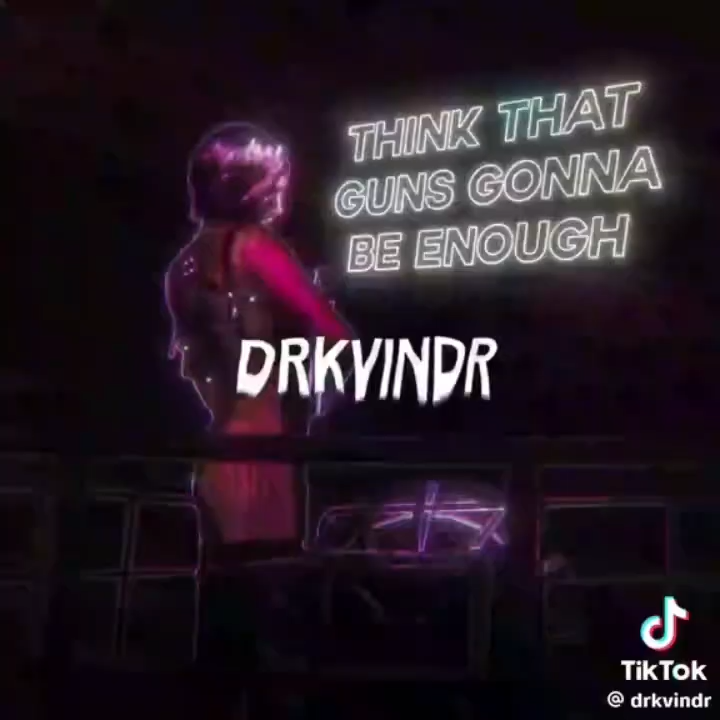 THINK THAT
GUNS GONNA
BE ENOUGH
DRKVINDR
TikTok
@ drkvindr